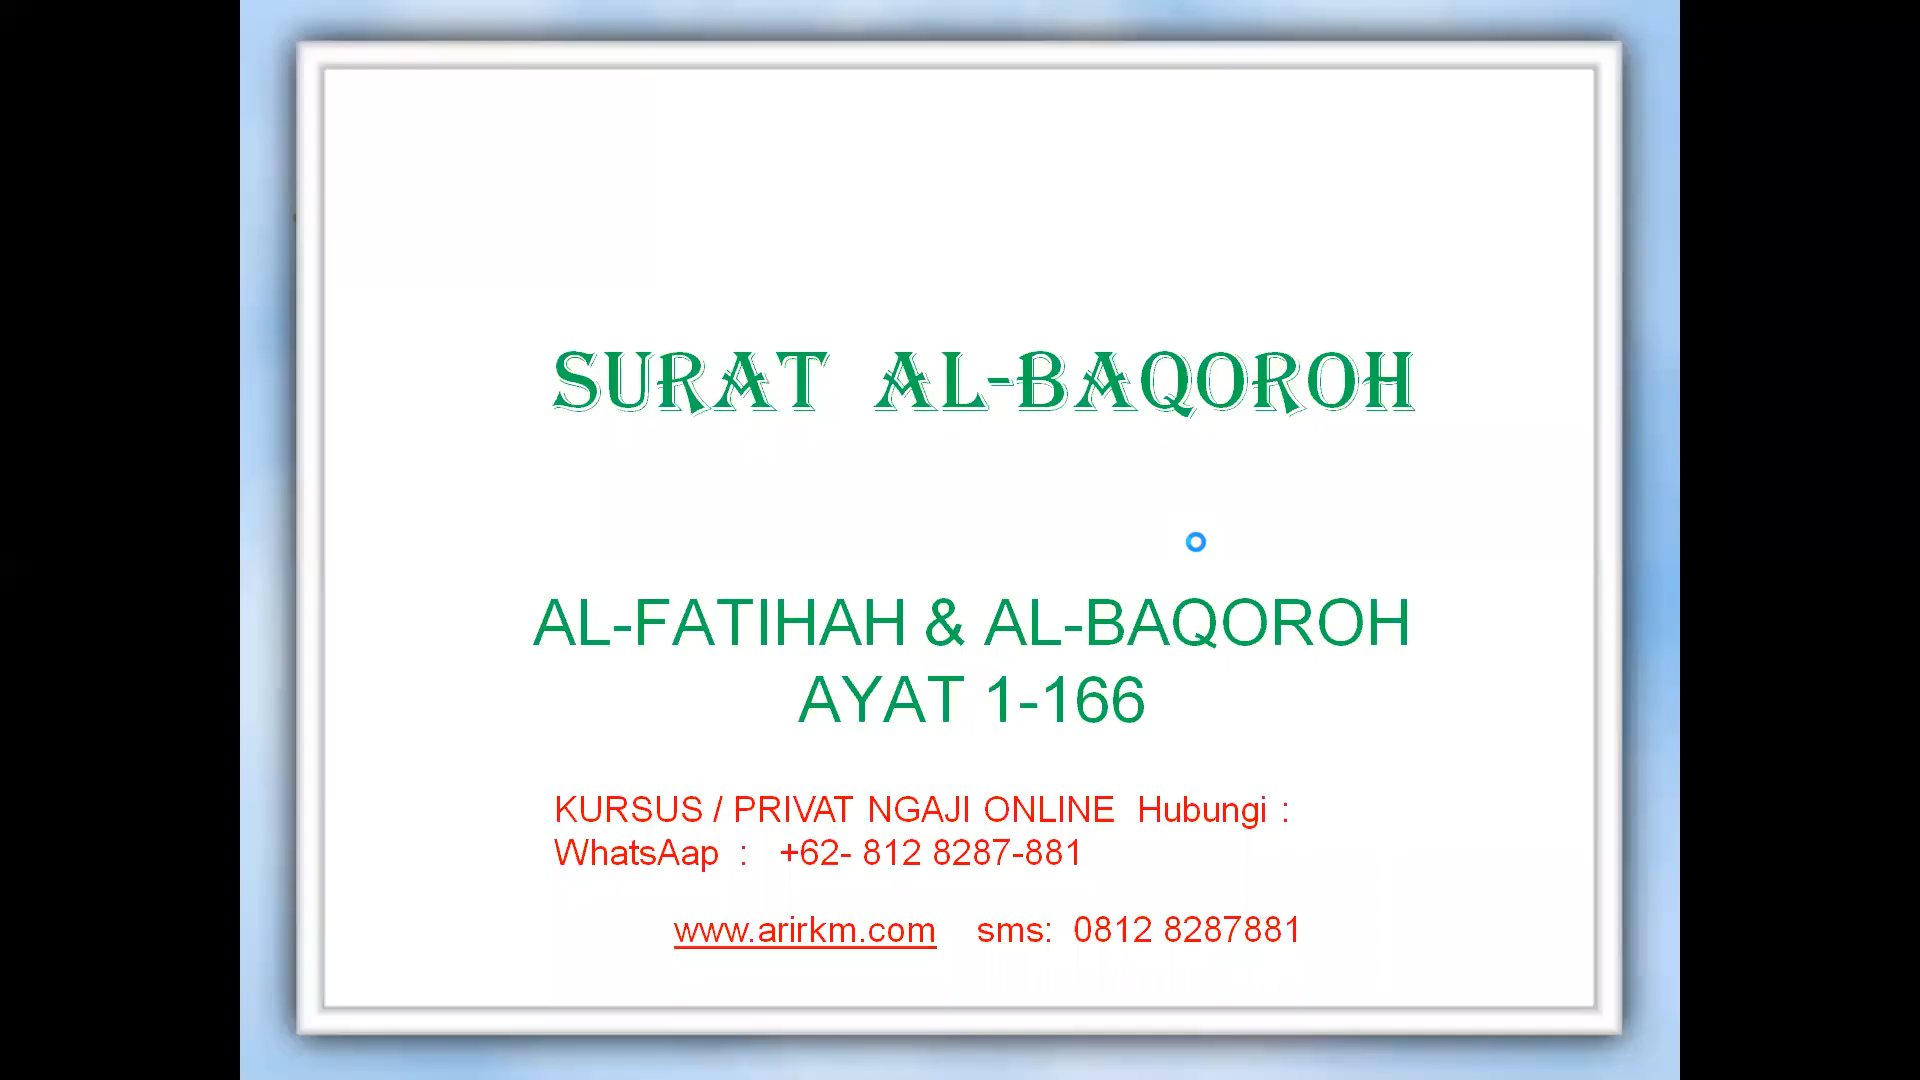 SURAT AL-BAQOROH
AL-FATIHAH & AL-BAQOROH
AYAT 1-166
KURSUS / PRIVAT NGAJI ONLINE Hubungi :
WhatsAap : +62- 812 8287-881
www.arirkm.com sms: 0812 8287881